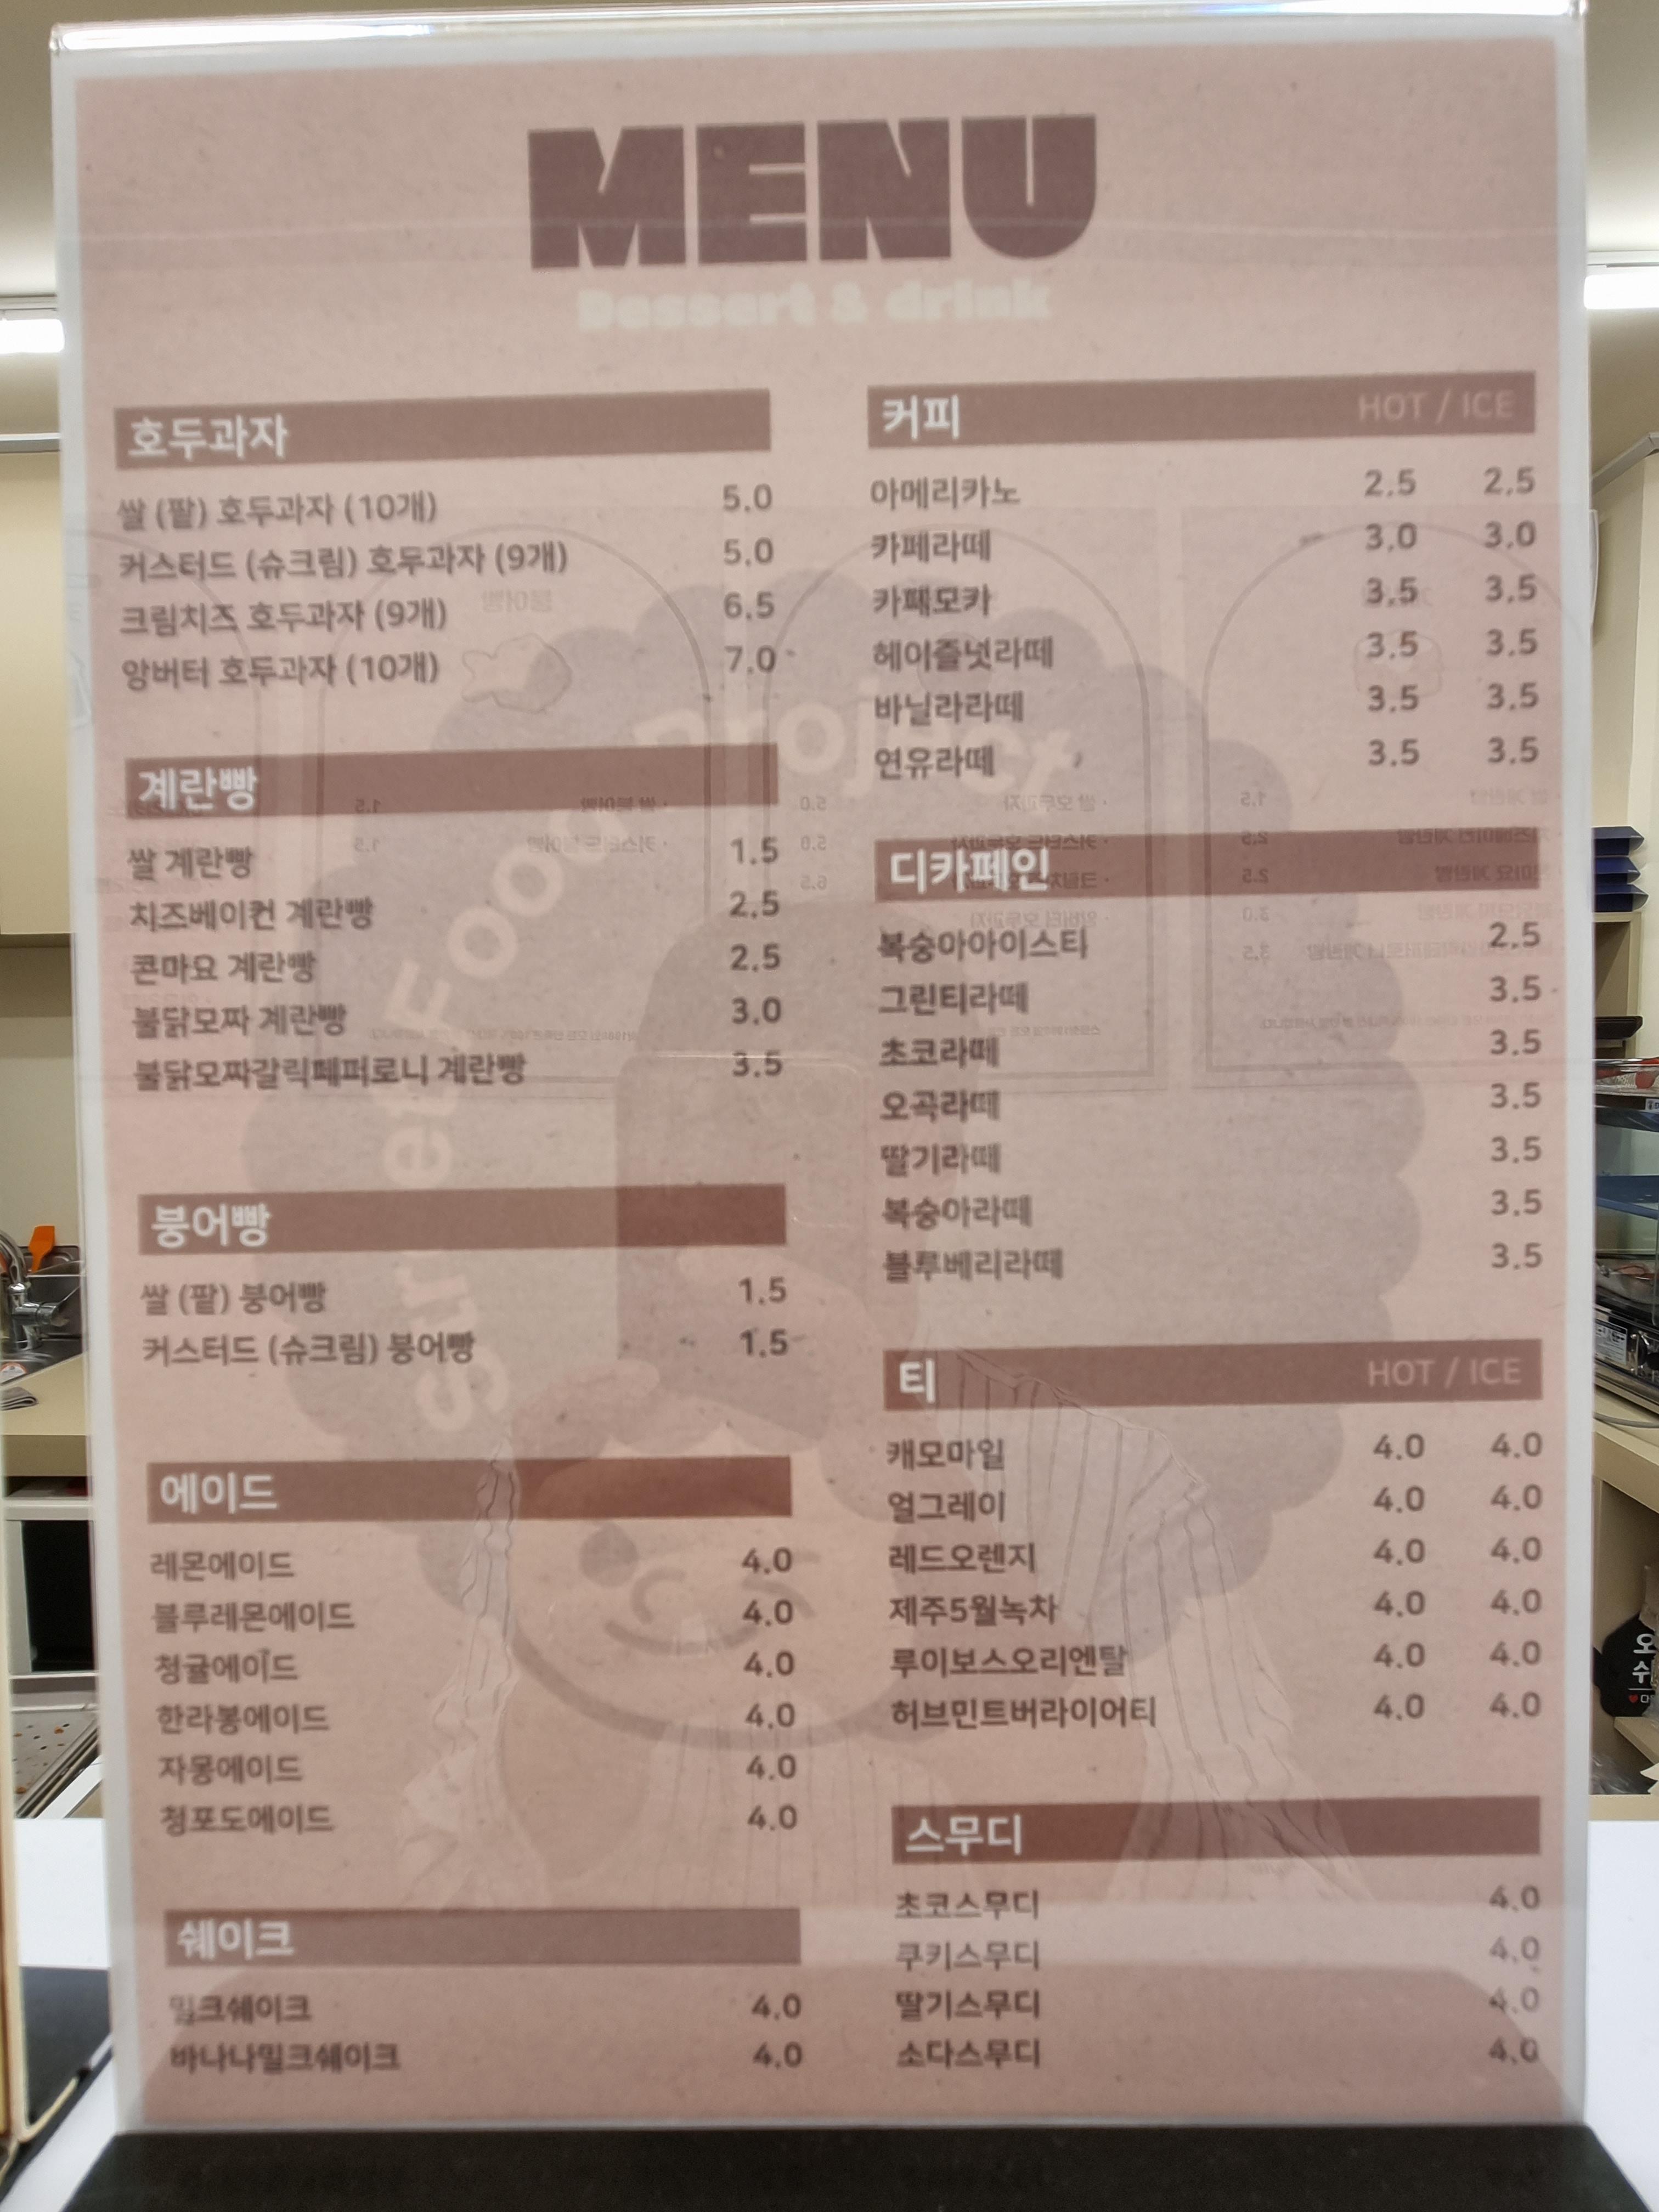 MENU
Dessert & drink
호두과자
쌀 (팥) 호두과자 (10개) 5.0
커스터드 (슈크림) 호두과자 (9개) 5.0
크림치즈 호두과자 (9개) 6.5
앙버터 호두과자 (10개) 7.0
계란빵
쌀 계란빵 1.5
치즈베이컨 계란빵 2.5
콘마요 계란빵 2.5
불닭모짜 계란빵 3.0
불닭모짜갈릭페퍼로니 계란빵 3.5
붕어빵
쌀 (팥) 붕어빵 1.5
커스터드 (슈크림) 붕어빵 1.5
에이드
레몬에이드 4.0
블루레몬에이드 4.0
청귤에이드 4.0
한라봉에이드 4.0
자몽에이드 4.0
청포도에이드 4.0
쉐이크
밀크쉐이크 4.0
바나나밀크쉐이크 4.0
커피 HOT / ICE
아메리카노 2.5 2.5
카페라떼 3.0 3.0
카페모카 3.5 3.5
헤이즐넛라떼 3.5 3.5
바닐라라떼 3.5 3.5
연유라떼 3.5 3.5
디카페인
복숭아아이스티 2.5
그린티라떼 3.5
초코라떼 3.5
오곡라떼 3.5
딸기라떼 3.5
복숭아라떼 3.5
블루베리라떼 3.5
티 HOT / ICE
캐모마일 4.0 4.0
얼그레이 4.0 4.0
레드오렌지 4.0 4.0
제주5월녹차 4.0 4.0
루이보스오리엔탈 4.0 4.0
허브민트버라이어티 4.0 4.0
스무디
초코스무디 4.0
쿠키스무디 4.0
딸기스무디 4.0
소다스무디 4.0